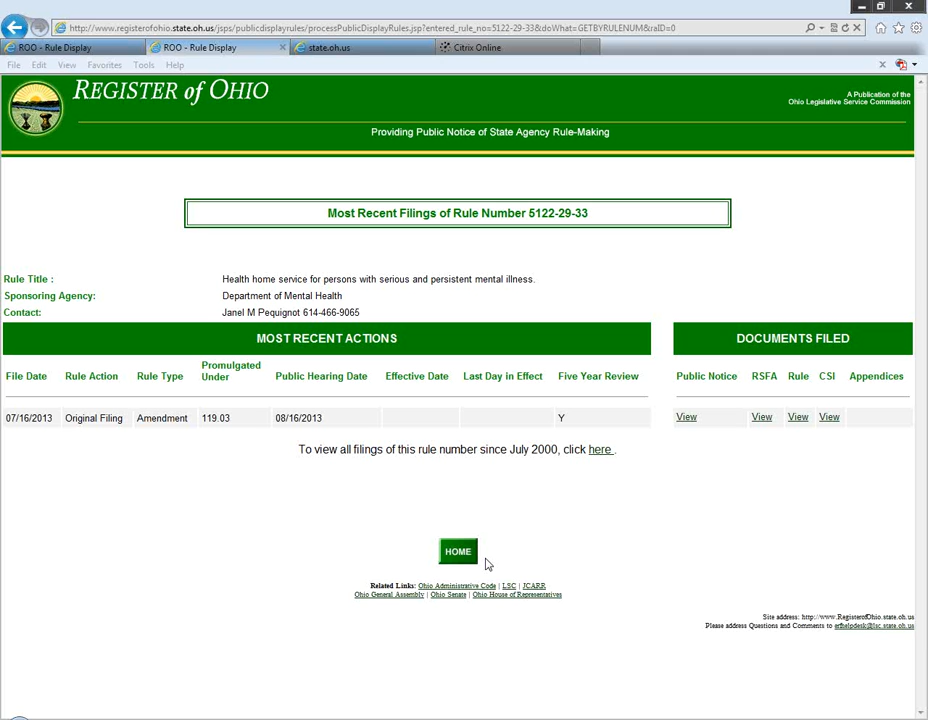 http://www.registerofohio.state.oh.us/jsps/publicdisplayrules/processPublicDisplayRules.jsp?entered_rule_no=5122-29-33&doWhat=GETBYRULENUM&raID=0
ROO - Rule Display
ROO - Rule Display
state.oh.us
Citrix Online
File Edit View Favorites Tools Help
REGISTER of OHIO
A Publication of the
Ohio Legislative Service Commission
Providing Public Notice of State Agency Rule-Making
Most Recent Filings of Rule Number 5122-29-33
Rule Title : Health home service for persons with serious and persistent mental illness.
Sponsoring Agency: Department of Mental Health
Contact: Janel M Pequignot 614-466-9065
MOST RECENT ACTIONS DOCUMENTS FILED
File Date Rule Action Rule Type Promulgated Under Public Hearing Date Effective Date Last Day in Effect Five Year Review Public Notice RSFA Rule CSI Appendices
07/16/2013 Original Filing Amendment 119.03 08/16/2013 Y View View View View
To view all filings of this rule number since July 2000, click here .
HOME
Related Links: Ohio Administrative Code | LSC | JCARR
Ohio General Assembly | Ohio Senate | Ohio House of Representatives
Site address: http://www.RegisterofOhio.state.oh.us
Please address Questions and Comments to erfhelpdesk@lsc.state.oh.us